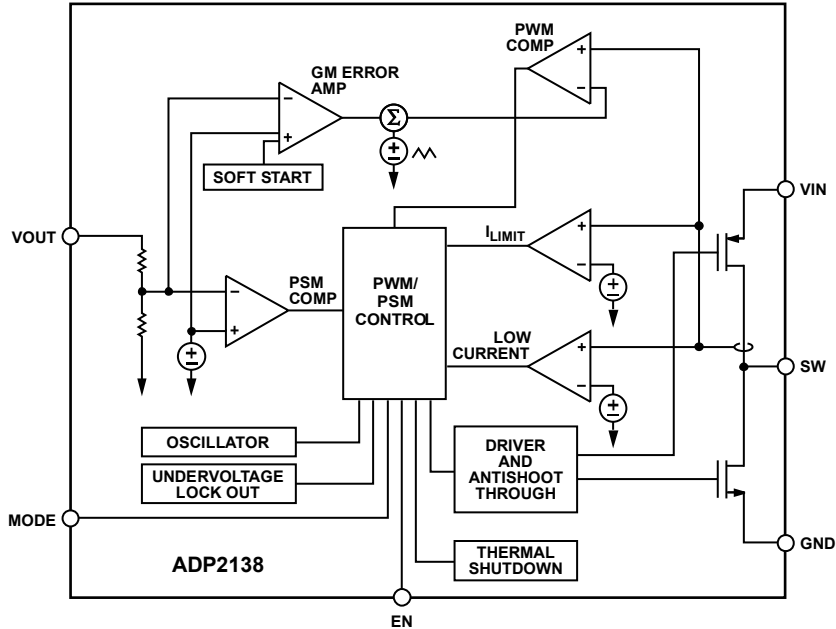 PWM
COMP
GM ERROR
AMP
+
−
−
+
Σ
±
SOFT START
VIN
VOUT
PWM/
PSM
CONTROL
ILIMIT
+
−
±
PSM
COMP
−
+
±
LOW
CURRENT
+
−
±
SW
OSCILLATOR
UNDERVOLTAGE
LOCK OUT
DRIVER
AND
ANTISHOOT
THROUGH
MODE
THERMAL
SHUTDOWN
GND
ADP2138
EN